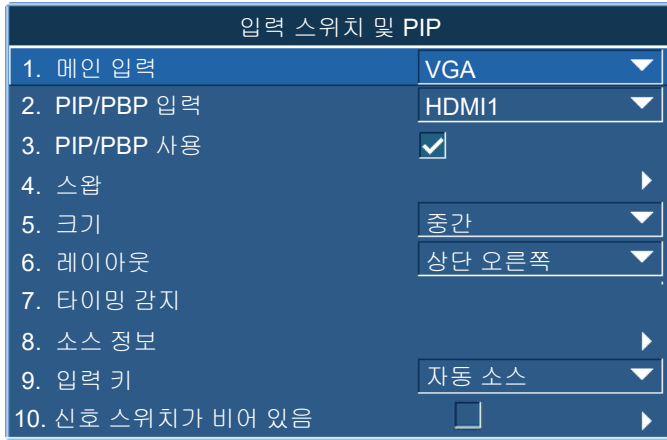 입력 스위치 및 PIP
1. 메인 입력 VGA
2. PIP/PBP 입력 HDMI1
3. PIP/PBP 사용
4. 스왑
5. 크기 중간
6. 레이아웃 상단 오른쪽
7. 타이밍 감지
8. 소스 정보
9. 입력 키 자동 소스
10. 신호 스위치가 비어 있음